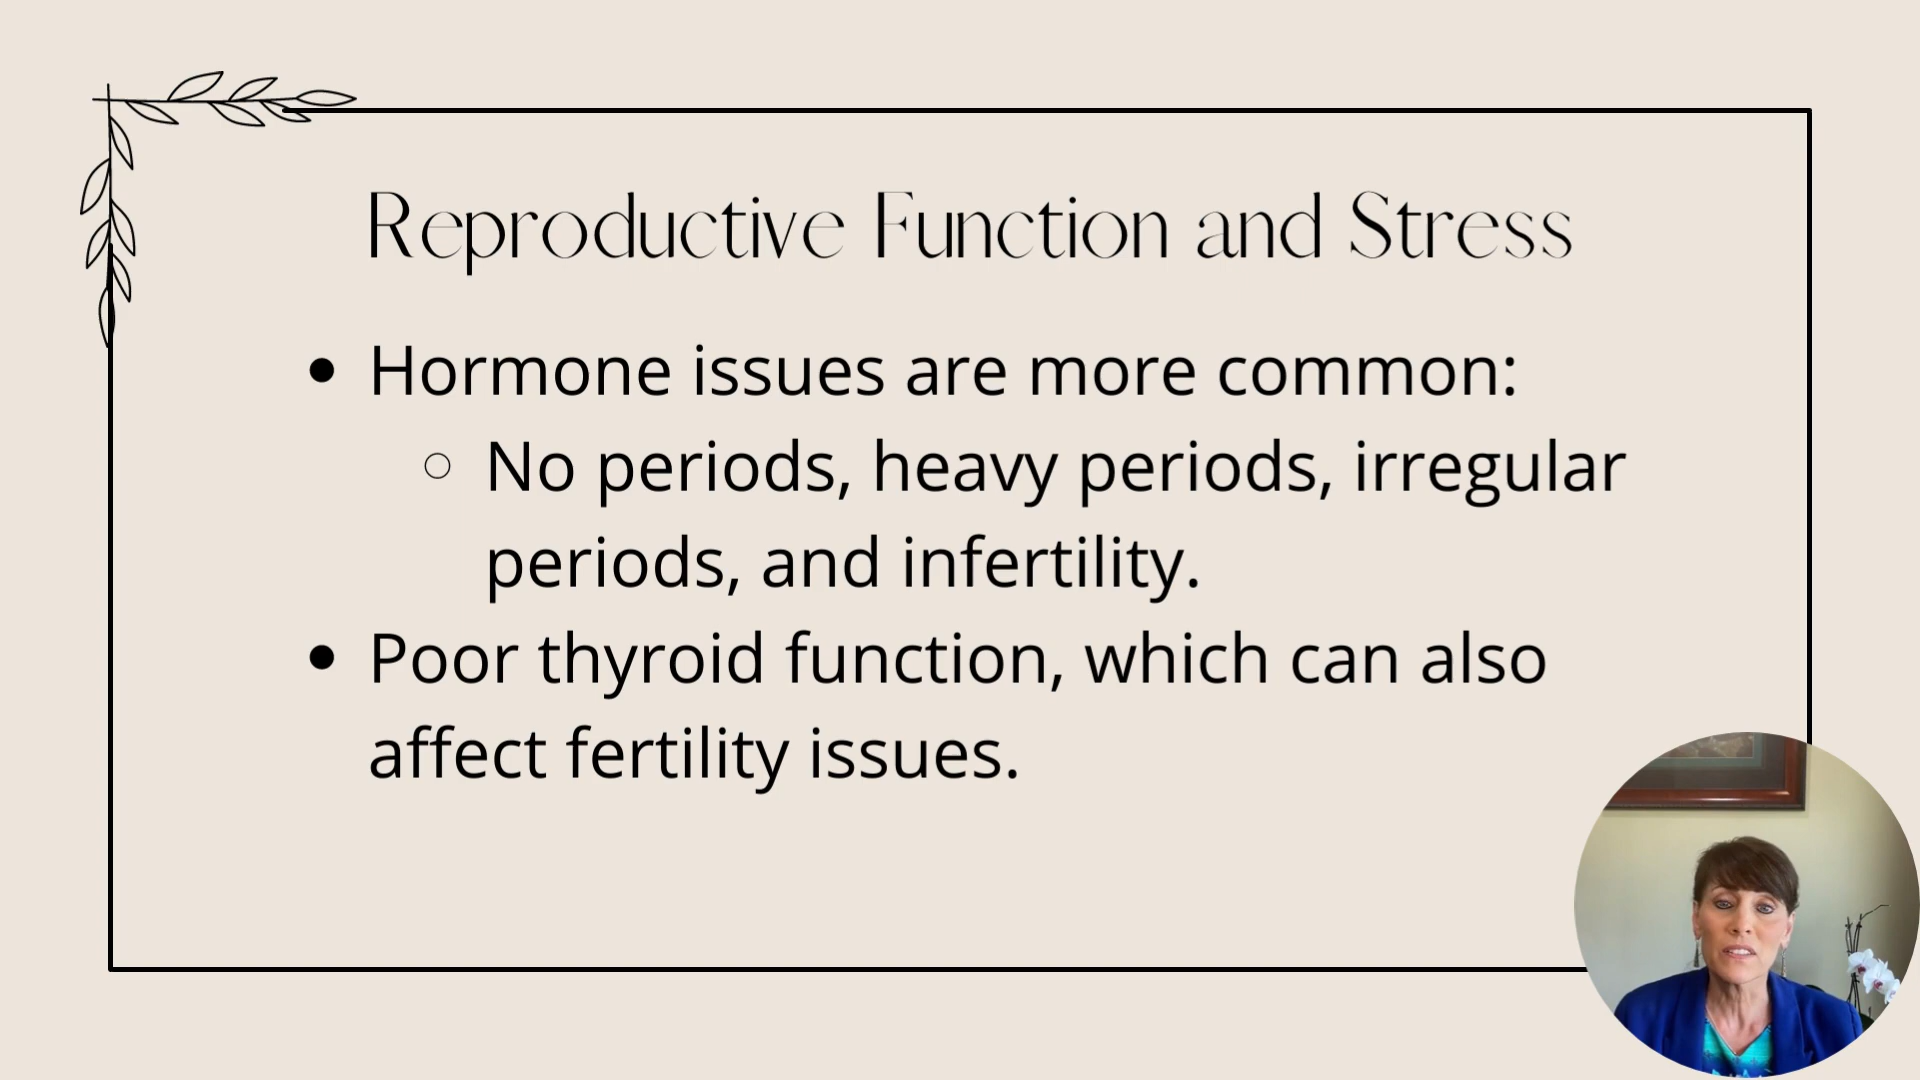 Reproductive Function and Stress
• Hormone issues are more common:
○ No periods, heavy periods, irregular
periods, and infertility.
• Poor thyroid function, which can also
affect fertility issues.